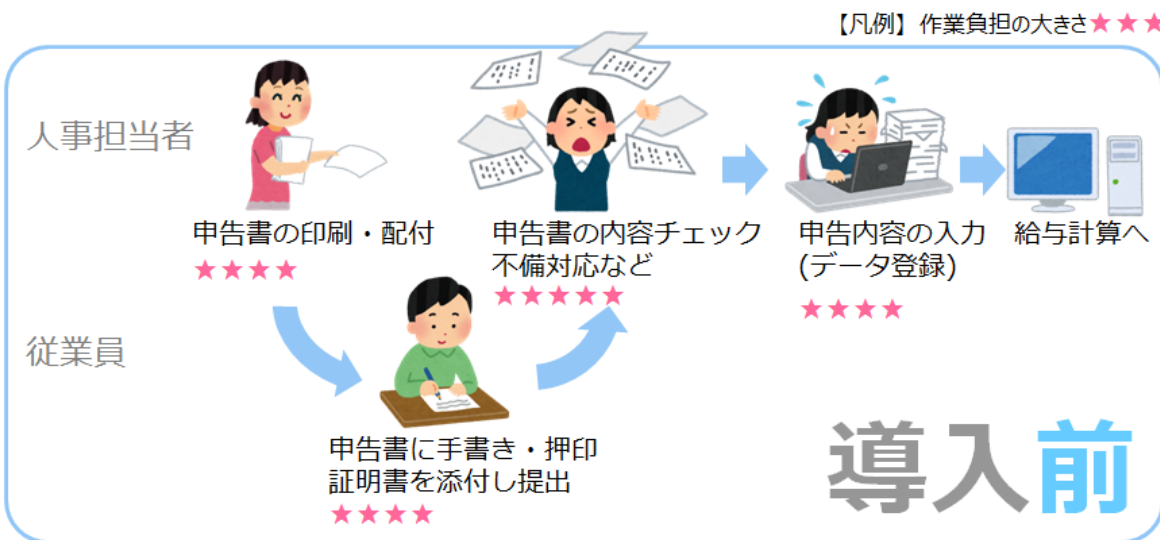 【凡例】作業負担の大きさ★★★
人事担当者
申告書の印刷・配付
★★★★
申告書の内容チェック
不備対応など
★★★★★
申告内容の入力
(データ登録)
★★★★
給与計算へ
従業員
申告書に手書き・押印
証明書を添付し提出
★★★★
導入前